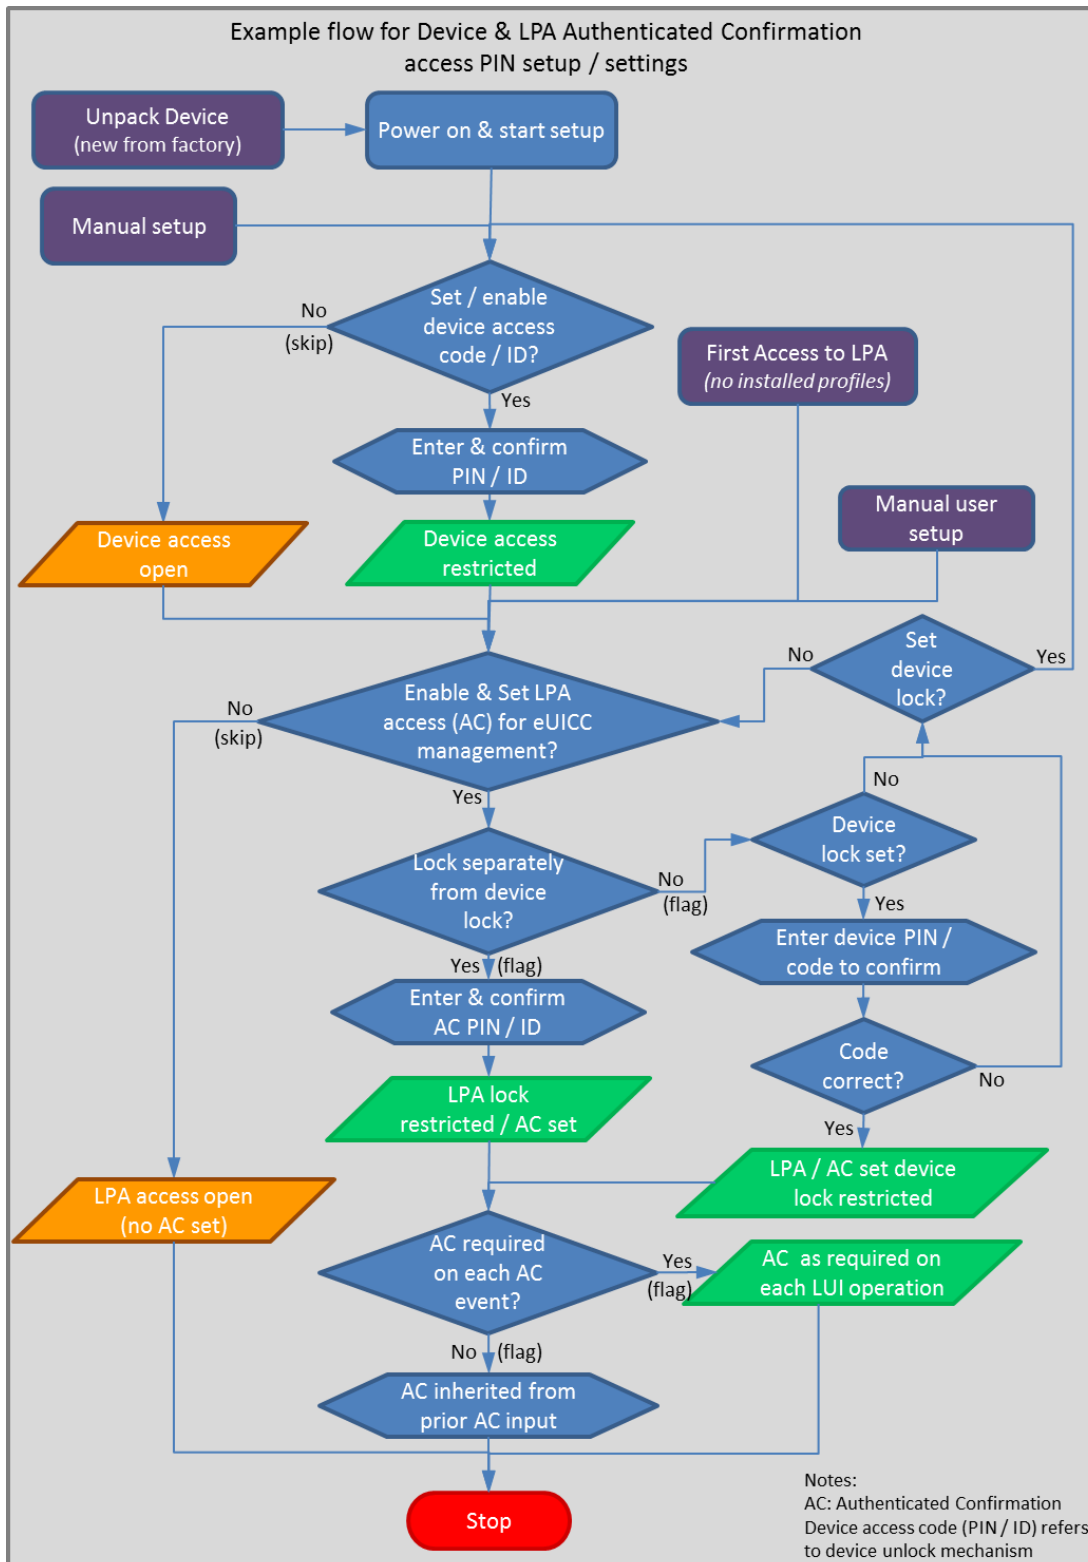 Example flow for Device & LPA Authenticated Confirmation
access PIN setup / settings
Unpack Device
(new from factory)
Power on & start setup
Manual setup
Set / enable
device access
code / ID?
No
(skip)
Yes
First Access to LPA
(no installed profiles)
Enter & confirm
PIN / ID
Manual user
setup
Device access
open
Device access
restricted
Set
device
lock?
No
Yes
Enable & Set LPA
access (AC) for eUICC
management?
No
(skip)
Yes
No
Device
lock set?
Lock separately
from device
lock?
No
(flag)
Yes
Yes (flag)
Enter device PIN /
code to confirm
Enter & confirm
AC PIN / ID
Code
correct?
No
Yes
LPA lock
restricted / AC set
LPA / AC set device
lock restricted
LPA access open
(no AC set)
AC required
on each AC
event?
Yes
(flag)
AC as required on
each LUI operation
No (flag)
AC inherited from
prior AC input
Stop
Notes:
AC: Authenticated Confirmation
Device access code (PIN / ID) refers
to device unlock mechanism